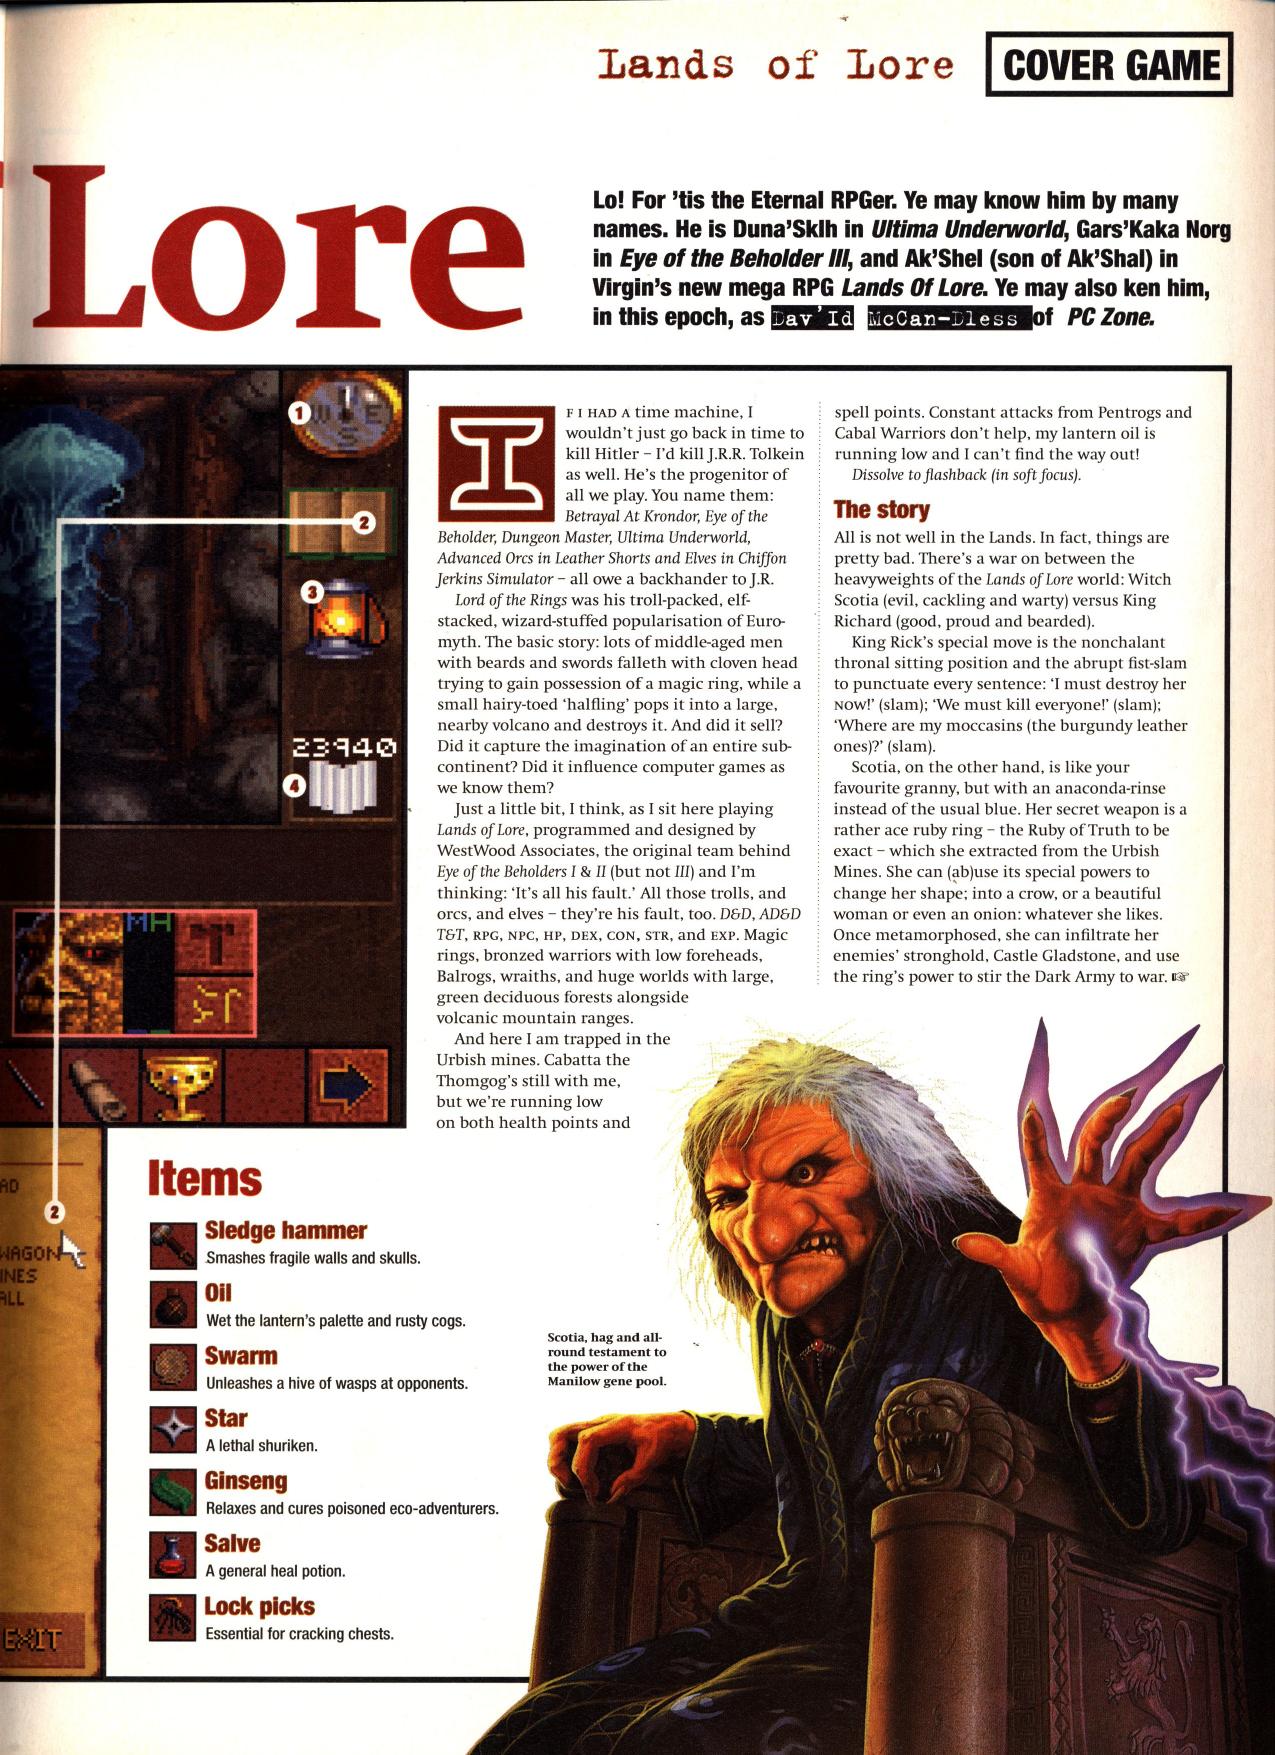 Lands of Lore
COVER GAME
Lore
Lo! For 'tis the Eternal RPGer. Ye may know him by many
names. He is Duna'Sklh in Ultima Underworld, Gars'Kaka Norg
in Eye of the Beholder III, and Ak'Shel (son of Ak'Shal) in
Virgin's new mega RPG Lands Of Lore. Ye may also ken him,
in this epoch, as Dav'Id McCan-Dless of PC Zone.
1
W E
S
2
3
23940
4
M H
IF I HAD A time machine, I
wouldn't just go back in time to
kill Hitler – I'd kill J.R.R. Tolkein
as well. He's the progenitor of
all we play. You name them:
Betrayal At Krondor, Eye of the
Beholder, Dungeon Master, Ultima Underworld,
Advanced Orcs in Leather Shorts and Elves in Chiffon
Jerkins Simulator – all owe a backhander to J.R.
Lord of the Rings was his troll-packed, elf-
stacked, wizard-stuffed popularisation of Euro-
myth. The basic story: lots of middle-aged men
with beards and swords falleth with cloven head
trying to gain possession of a magic ring, while a
small hairy-toed 'halfling' pops it into a large,
nearby volcano and destroys it. And did it sell?
Did it capture the imagination of an entire sub-
continent? Did it influence computer games as
we know them?
Just a little bit, I think, as I sit here playing
Lands of Lore, programmed and designed by
WestWood Associates, the original team behind
Eye of the Beholders I & II (but not III) and I'm
thinking: 'It's all his fault.' All those trolls, and
orcs, and elves – they're his fault, too. D&D, AD&D
T&T, RPG, NPC, HP, DEX, CON, STR, and EXP. Magic
rings, bronzed warriors with low foreheads,
Balrogs, wraiths, and huge worlds with large,
green deciduous forests alongside
volcanic mountain ranges.
And here I am trapped in the
Urbish mines. Cabatta the
Thomgog's still with me,
but we're running low
on both health points and
spell points. Constant attacks from Pentrogs and
Cabal Warriors don't help, my lantern oil is
running low and I can't find the way out!
Dissolve to flashback (in soft focus).
The story
All is not well in the Lands. In fact, things are
pretty bad. There's a war on between the
heavyweights of the Lands of Lore world: Witch
Scotia (evil, cackling and warty) versus King
Richard (good, proud and bearded).
King Rick's special move is the nonchalant
thronal sitting position and the abrupt fist-slam
to punctuate every sentence: 'I must destroy her
NOW!' (slam); 'We must kill everyone!' (slam);
'Where are my moccasins (the burgundy leather
ones)?' (slam).
Scotia, on the other hand, is like your
favourite granny, but with an anaconda-rinse
instead of the usual blue. Her secret weapon is a
rather ace ruby ring – the Ruby of Truth to be
exact – which she extracted from the Urbish
Mines. She can (ab)use its special powers to
change her shape; into a crow, or a beautiful
woman or even an onion: whatever she likes.
Once metamorphosed, she can infiltrate her
enemies' stronghold, Castle Gladstone, and use
the ring's power to stir the Dark Army to war. ☞
AD
2
WAGON
INES
ALL
EXIT
Items
Sledge hammer
Smashes fragile walls and skulls.
Oil
Wet the lantern's palette and rusty cogs.
Swarm
Unleashes a hive of wasps at opponents.
Star
A lethal shuriken.
Ginseng
Relaxes and cures poisoned eco-adventurers.
Salve
A general heal potion.
Lock picks
Essential for cracking chests.
Scotia, hag and all-
round testament to
the power of the
Manilow gene pool.